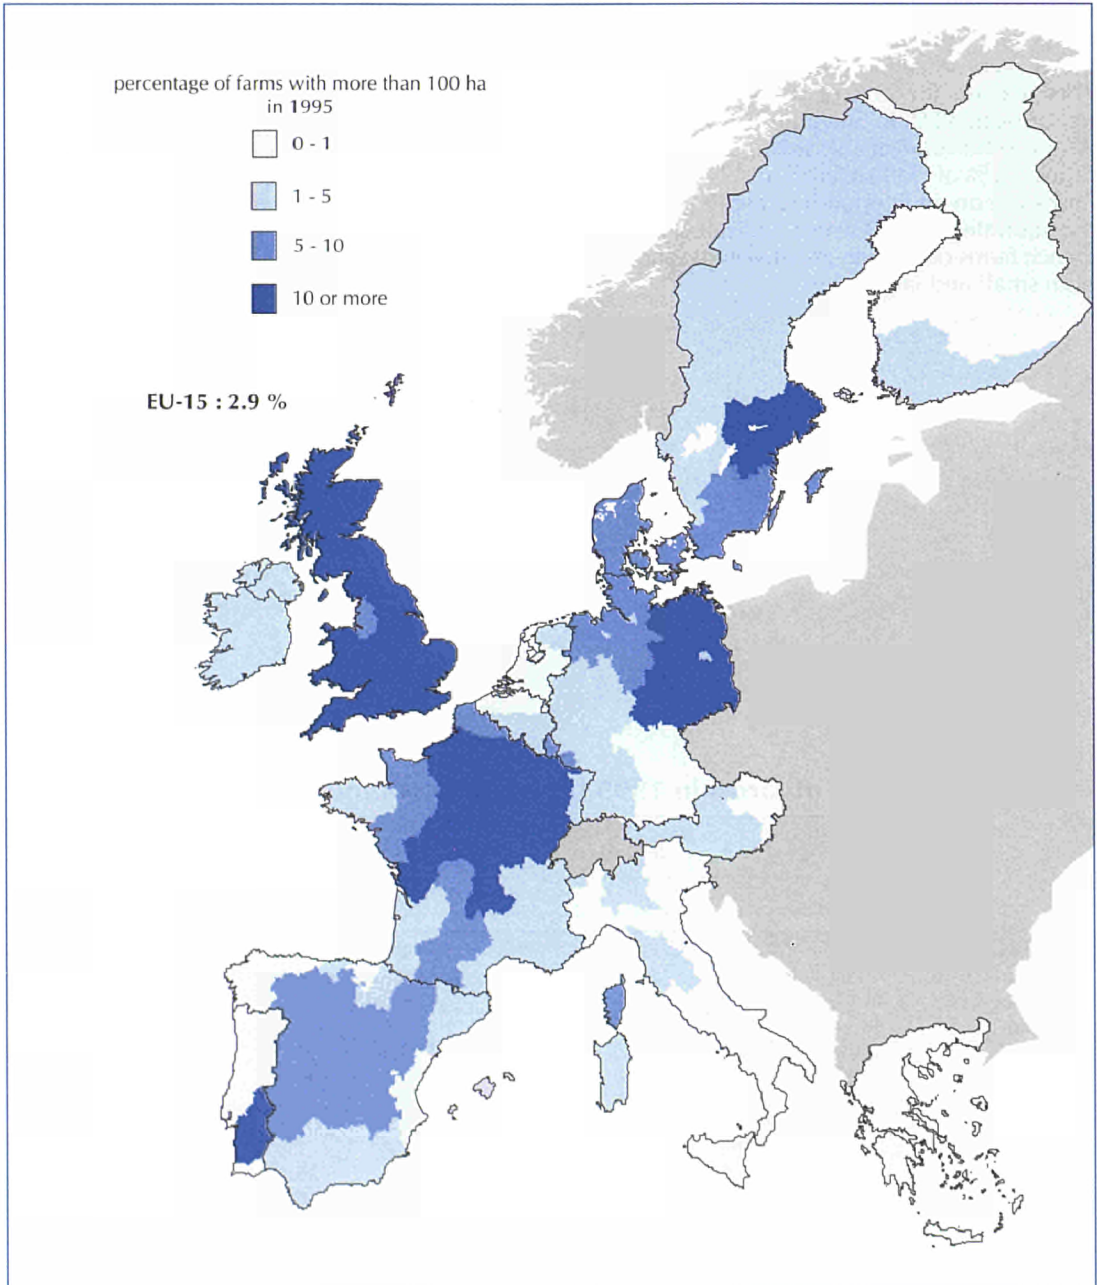 percentage of farms with more than 100 ha
in 1995
0 - 1
1 - 5
5 - 10
10 or more
EU-15 : 2.9 %